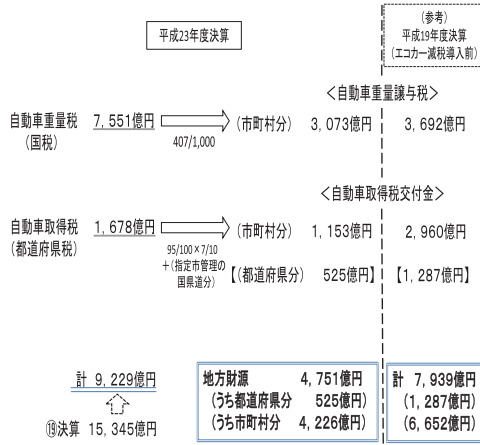 平成23年度決算
(参考)
平成19年度決算
(エコカー減税導入前)
<自動車重量譲与税>
自動車重量税 7,551億円 (市町村分) 3,073億円 3,692億円
(国税)
407/1,000
<自動車取得税交付金>
自動車取得税 1,678億円 (市町村分) 1,153億円 2,960億円
(都道府県税)
95/100×7/10
+(指定市管理の
国県道分)
【(都道府県分) 525億円】 【1,287億円】
計 9,229億円
⑲決算 15,345億円
地方財源 4,751億円
(うち都道府県分 525億円)
(うち市町村分 4,226億円)
計 7,939億円
(1,287億円)
(6,652億円)